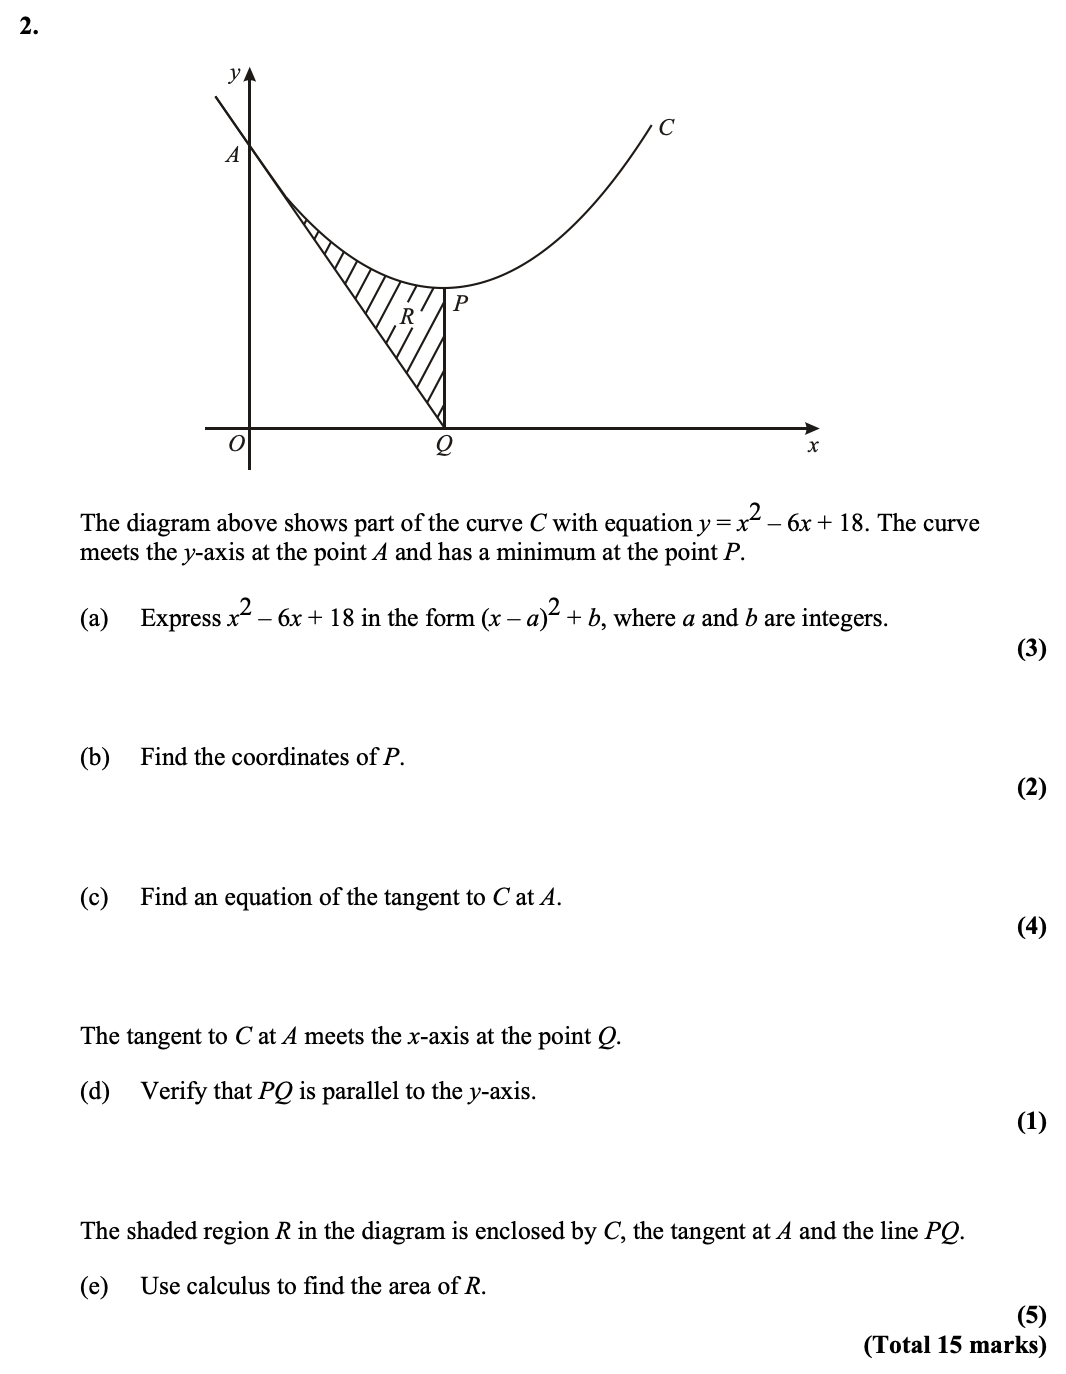 2.
y
C
A
P
R
O
Q
x
The diagram above shows part of the curve C with equation y = x² – 6x + 18. The curve
meets the y-axis at the point A and has a minimum at the point P.
(a) Express x² – 6x + 18 in the form (x – a)² + b, where a and b are integers.
(3)
(b) Find the coordinates of P.
(2)
(c) Find an equation of the tangent to C at A.
(4)
The tangent to C at A meets the x-axis at the point Q.
(d) Verify that PQ is parallel to the y-axis.
(1)
The shaded region R in the diagram is enclosed by C, the tangent at A and the line PQ.
(e) Use calculus to find the area of R.
(5)
(Total 15 marks)